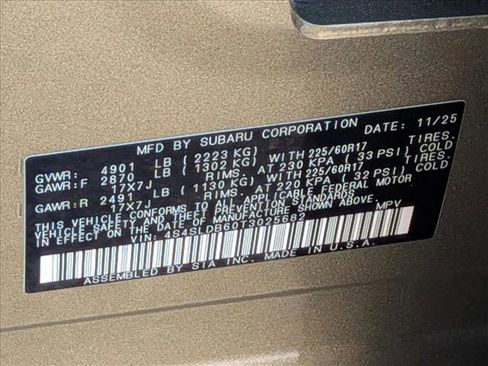 MFD BY SUBARU CORPORATION DATE: 11/25
GVWR: 4901 LB (2223 KG)
GAWR:F 2870 LB (1302 KG) WITH 225/60R17 TIRES.
17X7J RIMS. AT 230 KPA ( 33 PSI) COLD
GAWR:R 2491 LB (1130 KG) WITH 225/60R17 TIRES.
17X7J RIMS. AT 220 KPA ( 32 PSI) COLD
THIS VEHICLE CONFORMS TO ALL APPLICABLE FEDERAL MOTOR
VEHICLE SAFETY AND THEFT PREVENTION STANDARDS
IN EFFECT ON THE DATE OF MANUFACTURE SHOWN ABOVE.
VIN: 4S4SLDB60T3025682 MPV
ASSEMBLED BY SIA INC. MADE IN U.S.A.